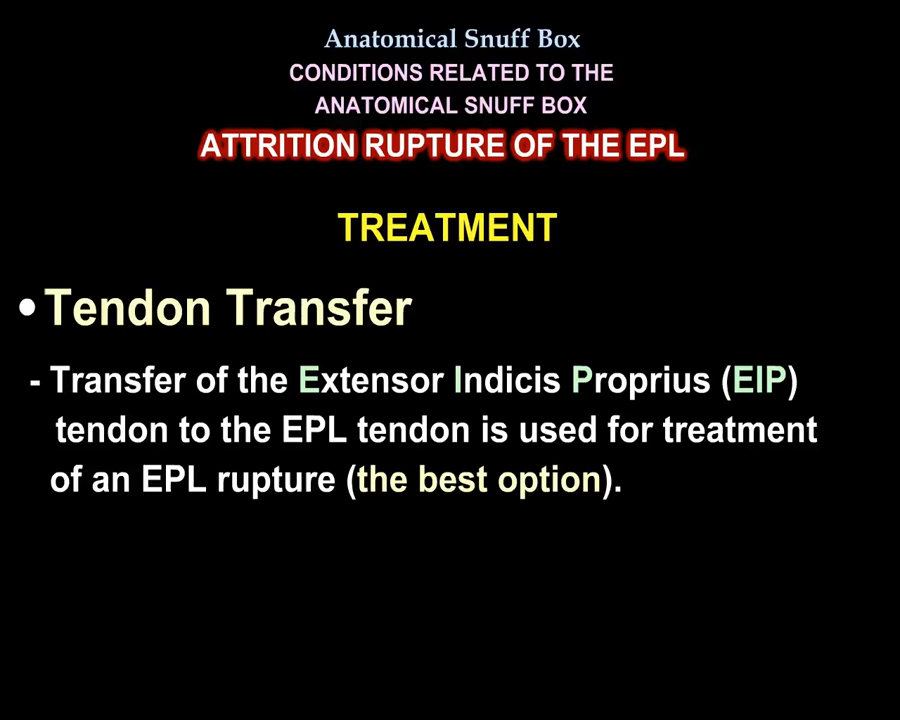 Anatomical Snuff Box
CONDITIONS RELATED TO THE
ANATOMICAL SNUFF BOX
ATTRITION RUPTURE OF THE EPL
TREATMENT
• Tendon Transfer
- Transfer of the Extensor Indicis Proprius (EIP)
tendon to the EPL tendon is used for treatment
of an EPL rupture (the best option).